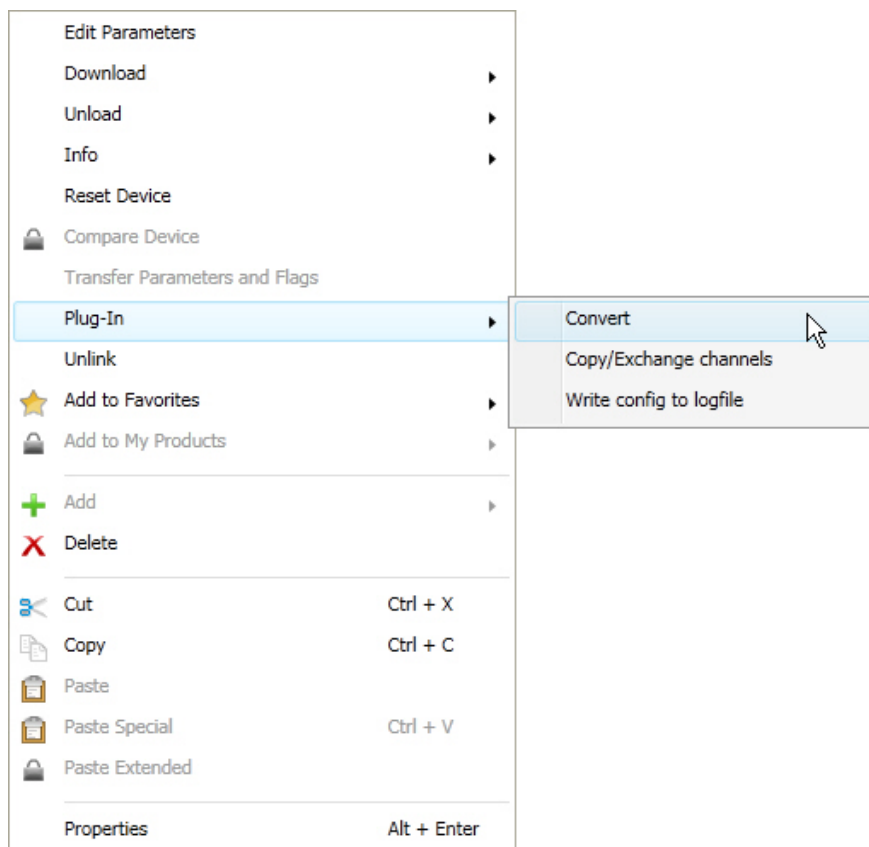 Edit Parameters
Download
Unload
Info
Reset Device
Compare Device
Transfer Parameters and Flags
Plug-In
Convert
Unlink
Copy/Exchange channels
Add to Favorites
Write config to logfile
Add to My Products
Add
Delete
Cut Ctrl + X
Copy Ctrl + C
Paste
Paste Special Ctrl + V
Paste Extended
Properties Alt + Enter